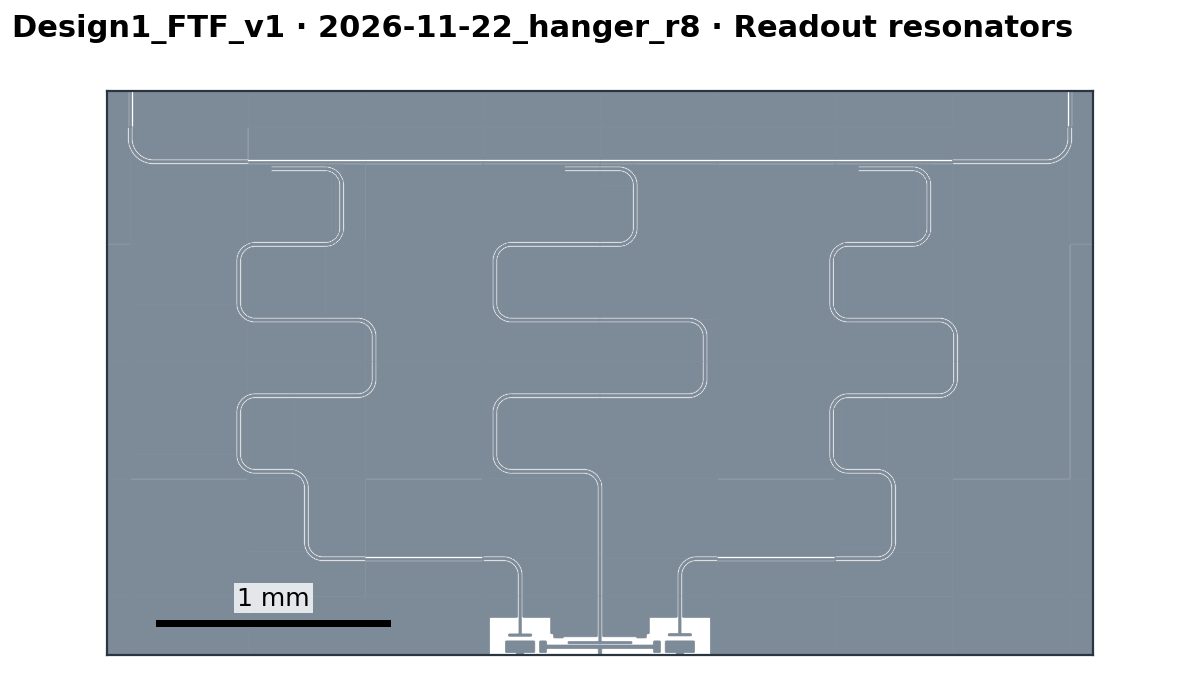 Design1_FTF_v1 · 2026-11-22_hanger_r8 · Readout resonators
1 mm